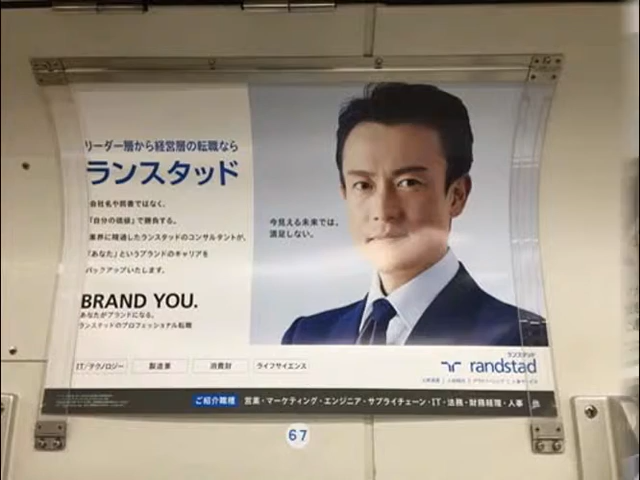 リーダー層から経営層の転職なら
ランスタッド
会社名や肩書ではなく、
「自分の価値」で勝負する。
業界に精通したランスタッドのコンサルタントが、
「あなた」というブランドのキャリアを
バックアップいたします。
今見える未来では、
満足しない。
BRAND YOU.
あなたがブランドになる。
ランスタッドのプロフェッショナル転職
IT/テクノロジー 製造業 消費財 ライフサイエンス
ランスタッド
randstad
ご紹介職種 営業・マーケティング・エンジニア・サプライチェーン・IT・法務・財務経理・人事 他
67